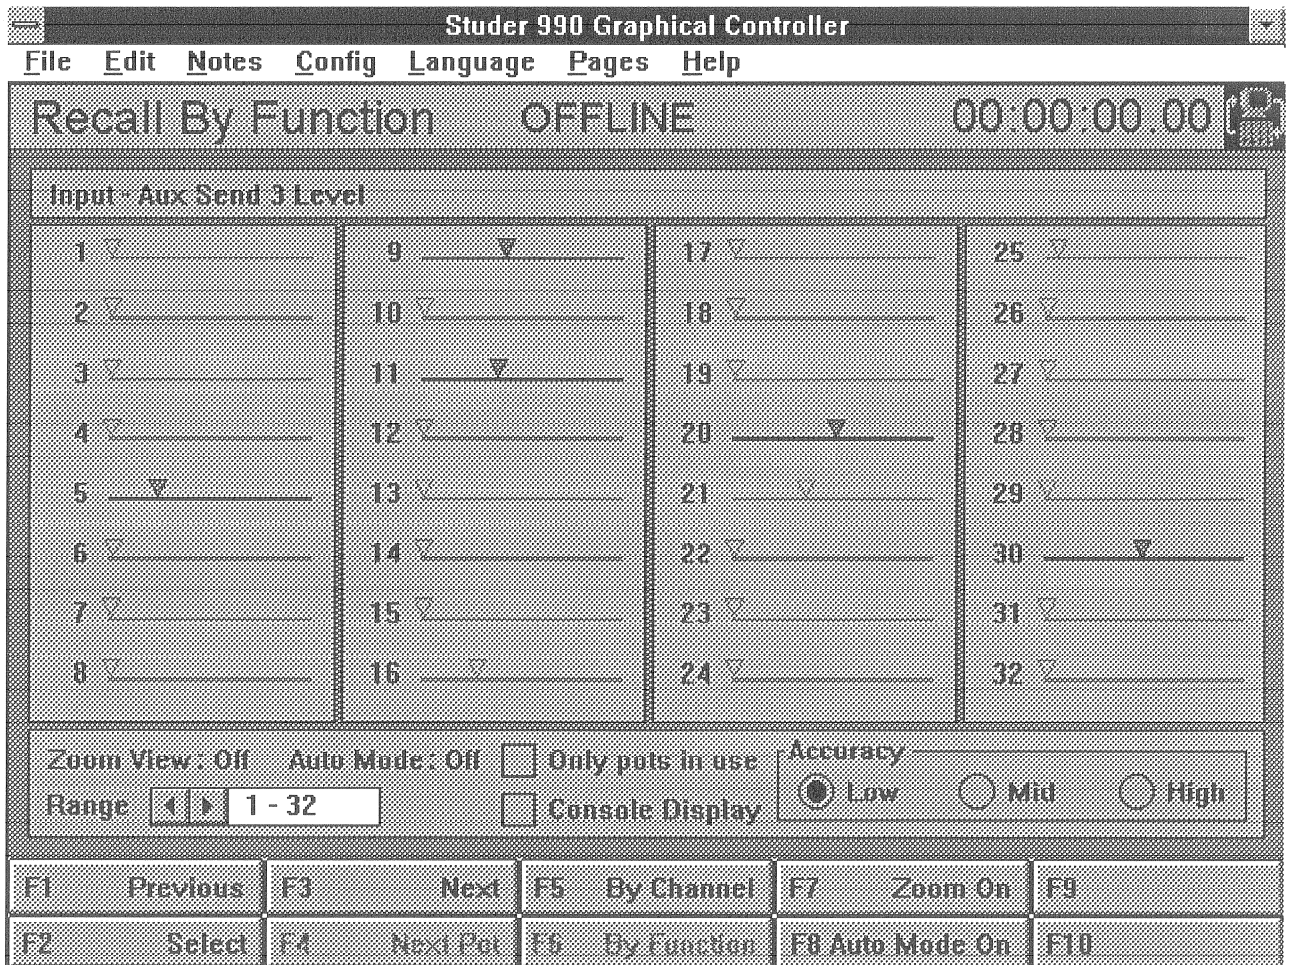 Studer 990 Graphical Controller
File Edit Notes Config Language Pages Help
Recall By Function OFFLINE 00:00:00.00
Input - Aux Send 3 Level
1 9 17 25
2 10 18 26
3 11 19 27
4 12 20 28
5 13 21 29
6 14 22 30
7 15 23 31
8 16 24 32
Zoom View : Off Auto Mode : Off Only pots in use Accuracy
Range 1 - 32 Console Display Low Mid High
F1 Previous F3 Next F5 By Channel F7 Zoom On F9
F2 Select F4 Next Pot F6 By Function F8 Auto Mode On F10